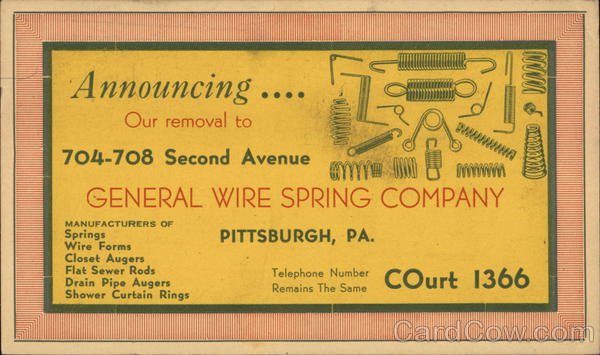 Announcing ....
Our removal to
704-708 Second Avenue
GENERAL WIRE SPRING COMPANY
MANUFACTURERS OF
Springs
Wire Forms
Closet Augers
Flat Sewer Rods
Drain Pipe Augers
Shower Curtain Rings
PITTSBURGH, PA.
Telephone Number
Remains The Same
COurt 1366
CardCow.com